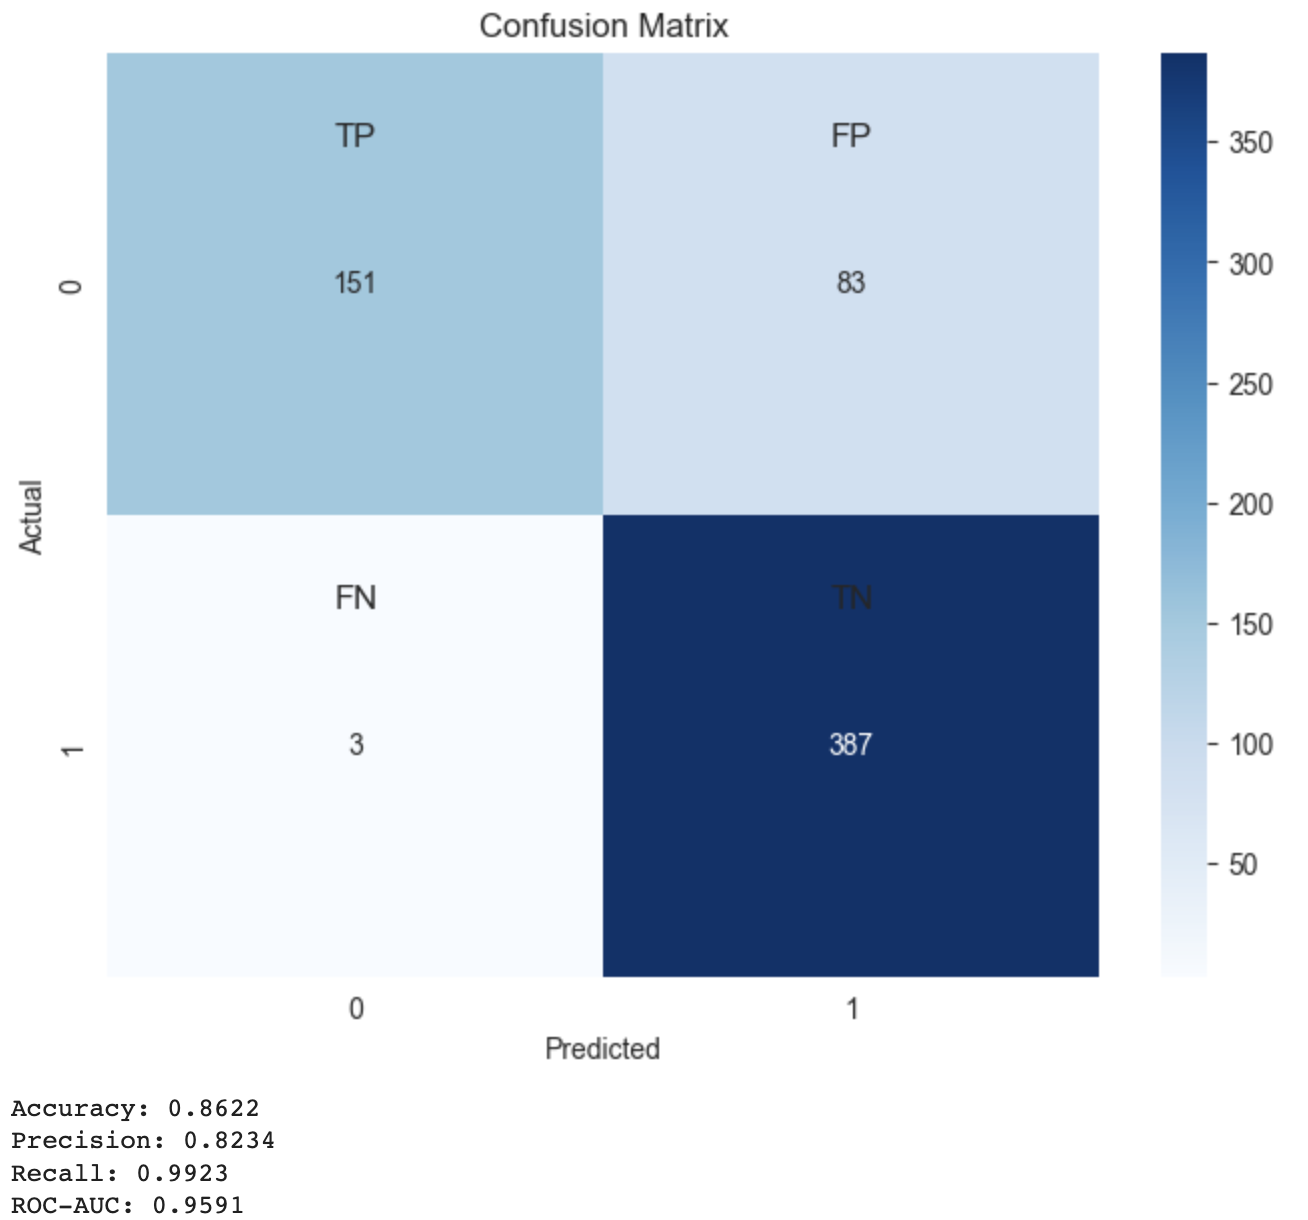 Confusion Matrix
TP
FP
350
300
0
151
83
250
Actual
200
FN
TN
150
1
3
387
100
50
0
1
Predicted
Accuracy: 0.8622
Precision: 0.8234
Recall: 0.9923
ROC-AUC: 0.9591